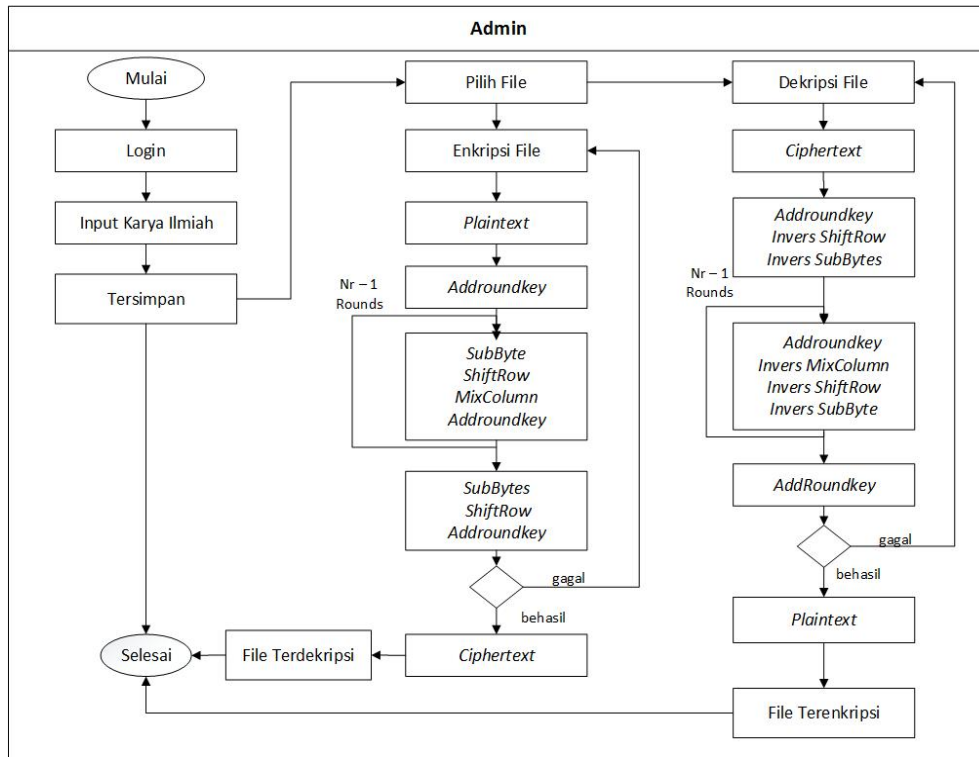 Admin
Mulai
Login
Input Karya Ilmiah
Tersimpan
Selesai
Pilih File
Enkripsi File
Plaintext
Addroundkey
Nr – 1
Rounds
SubByte
ShiftRow
MixColumn
Addroundkey
SubBytes
ShiftRow
Addroundkey
gagal
behasil
Ciphertext
File Terdekripsi
Dekripsi File
Ciphertext
Addroundkey
Invers ShiftRow
Invers SubBytes
Nr – 1
Rounds
Addroundkey
Invers MixColumn
Invers ShiftRow
Invers SubByte
AddRoundkey
gagal
behasil
Plaintext
File Terenkripsi